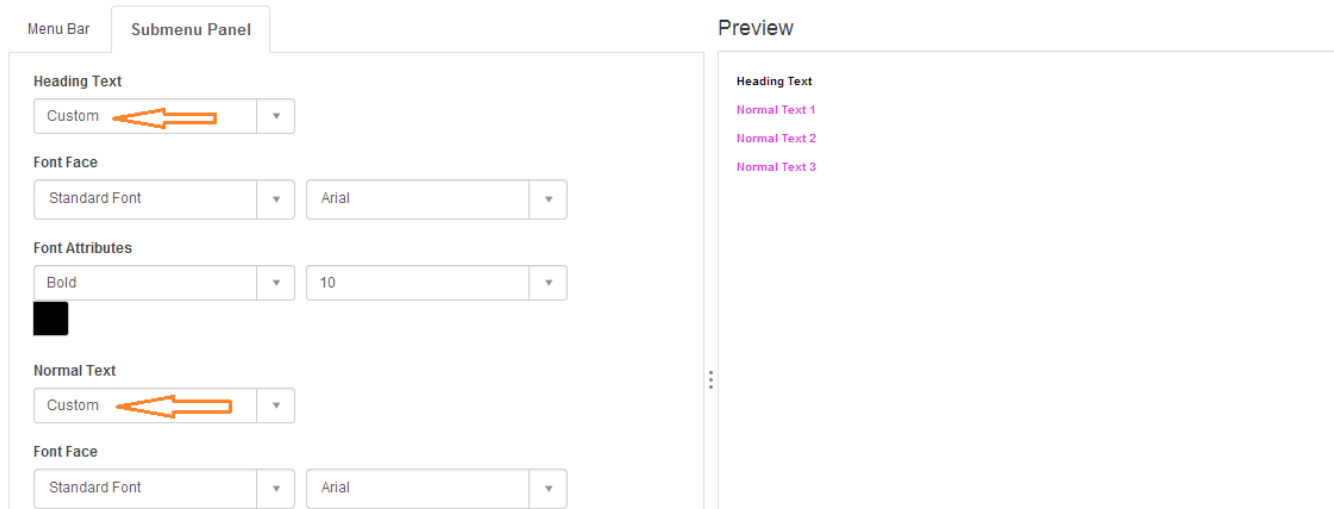 Menu Bar
Submenu Panel
Heading Text
Custom
Font Face
Standard Font
Arial
Font Attributes
Bold
10
Normal Text
Custom
Font Face
Standard Font
Arial
Preview
Heading Text
Normal Text 1
Normal Text 2
Normal Text 3